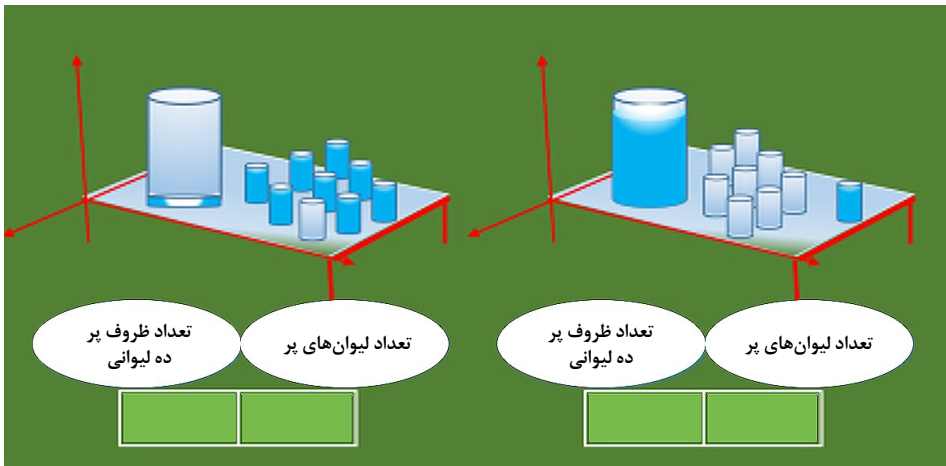 تعداد لیوان‌های پر
تعداد ظروف پر
ده لیوانی
تعداد لیوان‌های پر
تعداد ظروف پر
ده لیوانی